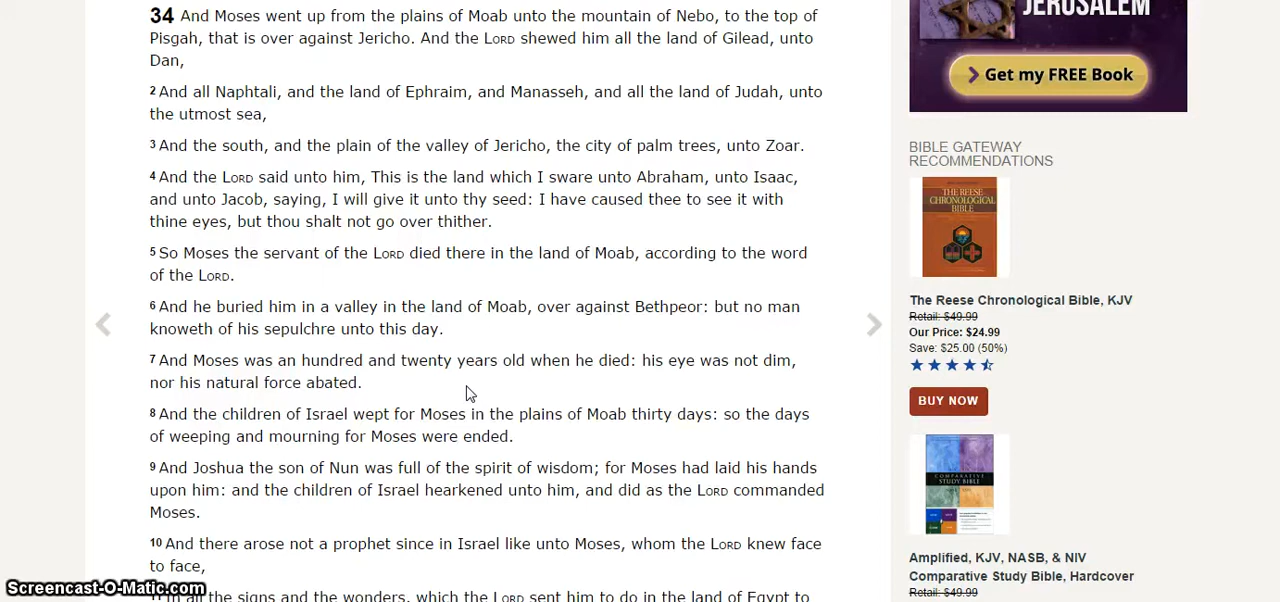 34 And Moses went up from the plains of Moab unto the mountain of Nebo, to the top of
Pisgah, that is over against Jericho. And the LORD shewed him all the land of Gilead, unto
Dan,
2 And all Naphtali, and the land of Ephraim, and Manasseh, and all the land of Judah, unto
the utmost sea,
3 And the south, and the plain of the valley of Jericho, the city of palm trees, unto Zoar.
4 And the LORD said unto him, This is the land which I sware unto Abraham, unto Isaac,
and unto Jacob, saying, I will give it unto thy seed: I have caused thee to see it with
thine eyes, but thou shalt not go over thither.
5 So Moses the servant of the LORD died there in the land of Moab, according to the word
of the LORD.
6 And he buried him in a valley in the land of Moab, over against Bethpeor: but no man
knoweth of his sepulchre unto this day.
7 And Moses was an hundred and twenty years old when he died: his eye was not dim,
nor his natural force abated.
8 And the children of Israel wept for Moses in the plains of Moab thirty days: so the days
of weeping and mourning for Moses were ended.
9 And Joshua the son of Nun was full of the spirit of wisdom; for Moses had laid his hands
upon him: and the children of Israel hearkened unto him, and did as the LORD commanded
Moses.
10 And there arose not a prophet since in Israel like unto Moses, whom the LORD knew face
to face,
11 In all the signs and the wonders, which the LORD sent him to do in the land of Egypt to
JERUSALEM
Get my FREE Book
BIBLE GATEWAY
RECOMMENDATIONS
THE REESE
CHRONOLOGICAL
BIBLE
The Reese Chronological Bible, KJV
Retail: $49.99
Our Price: $24.99
Save: $25.00 (50%)
BUY NOW
COMPARATIVE
STUDY BIBLE
Amplified, KJV, NASB, & NIV
Comparative Study Bible, Hardcover
Retail: $49.99
Screencast-O-Matic.com